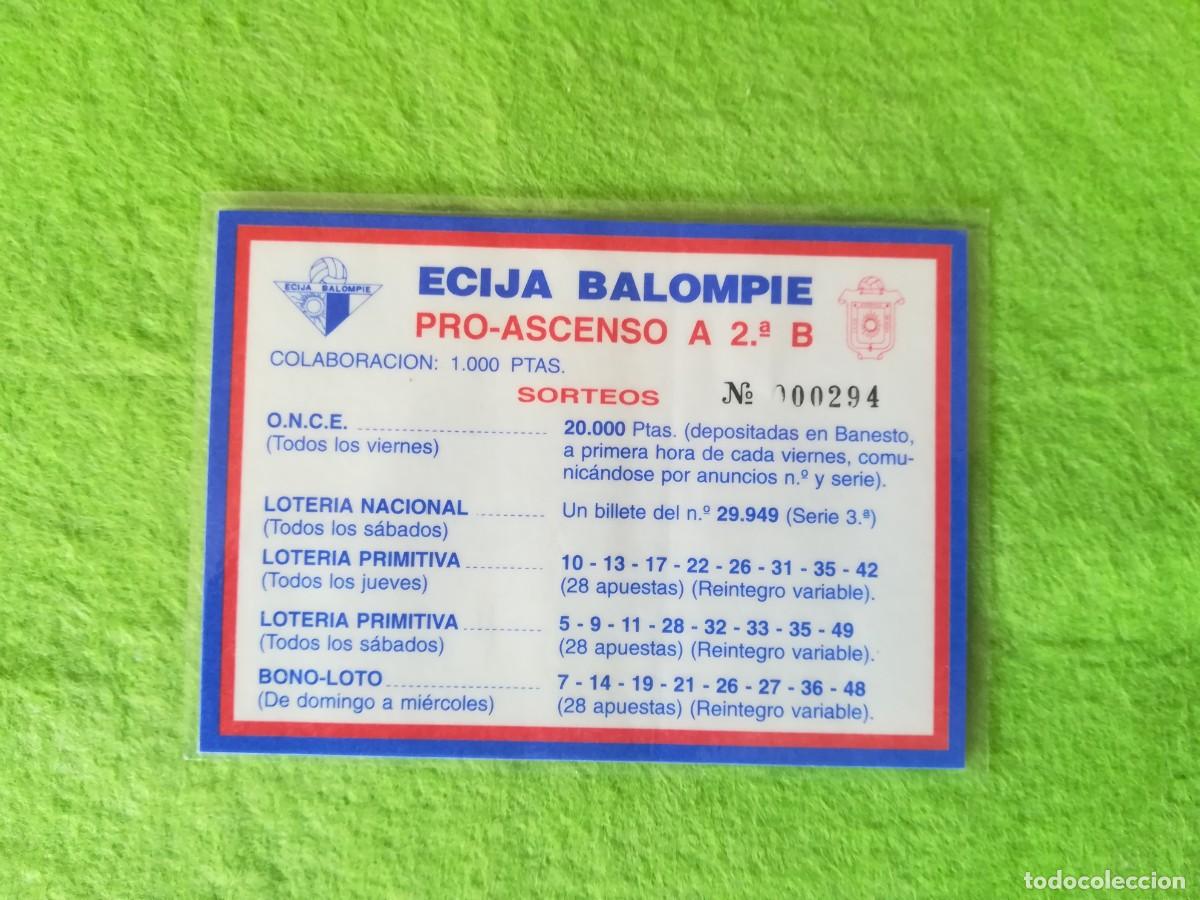 ECIJA BALOMPIE
ECIJA BALOMPIE
PRO-ASCENSO A 2.ª B
COLABORACION: 1.000 PTAS.
SORTEOS Nº 000294
O.N.C.E. 20.000 Ptas. (depositadas en Banesto,
(Todos los viernes) a primera hora de cada viernes, comu-
nicándose por anuncios n.º y serie).
LOTERIA NACIONAL Un billete del n.º 29.949 (Serie 3.ª)
(Todos los sábados)
LOTERIA PRIMITIVA 10 - 13 - 17 - 22 - 26 - 31 - 35 - 42
(Todos los jueves) (28 apuestas) (Reintegro variable).
LOTERIA PRIMITIVA 5 - 9 - 11 - 28 - 32 - 33 - 35 - 49
(Todos los sábados) (28 apuestas) (Reintegro variable).
BONO-LOTO 7 - 14 - 19 - 21 - 26 - 27 - 36 - 48
(De domingo a miércoles) (28 apuestas) (Reintegro variable).
todocoleccion